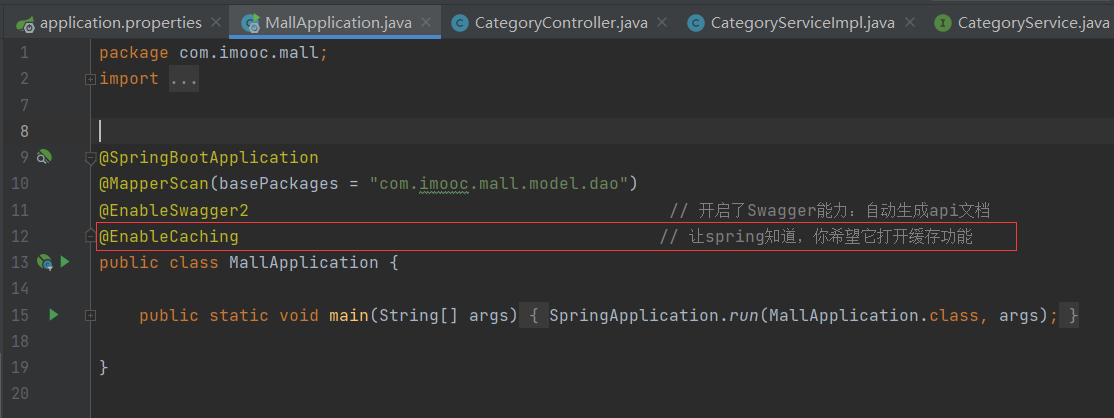 application.properties MallApplication.java CategoryController.java CategoryServiceImpl.java CategoryService.java
1 package com.imooc.mall;
2 import ...
7
8
9 @SpringBootApplication
10 @MapperScan(basePackages = "com.imooc.mall.model.dao")
11 @EnableSwagger2 // 开启了Swagger能力：自动生成api文档
12 @EnableCaching // 让spring知道，你希望它打开缓存功能
13 public class MallApplication {
14
15 public static void main(String[] args) { SpringApplication.run(MallApplication.class, args); }
18
19 }
20